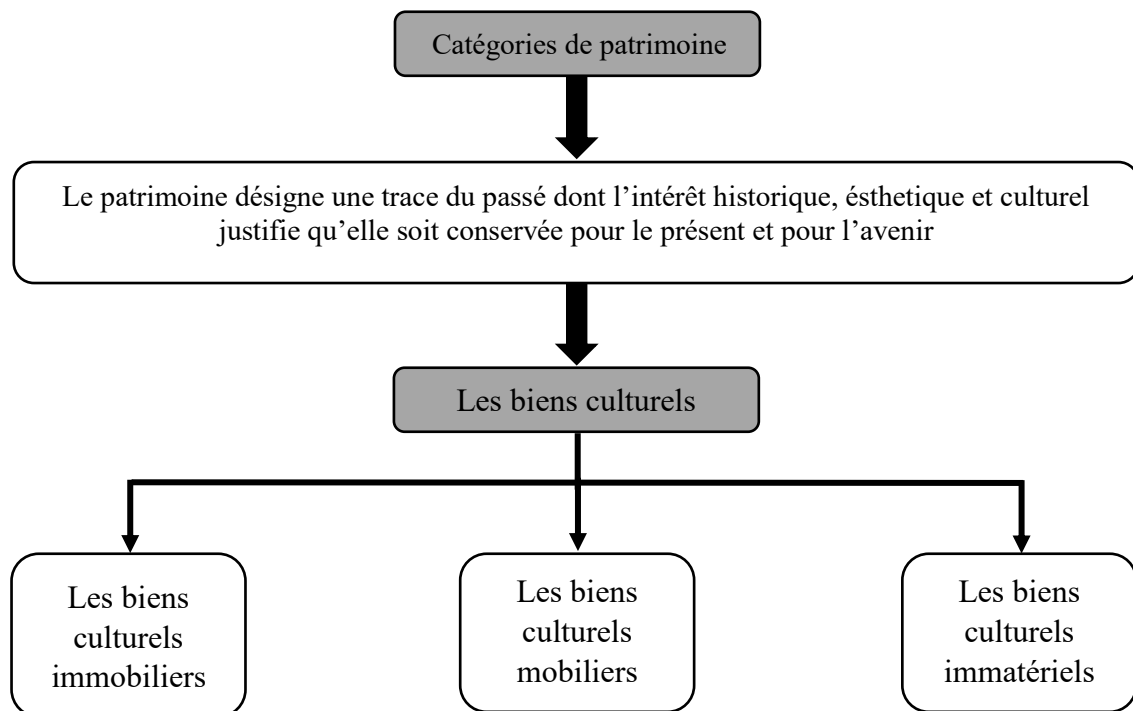 Catégories de patrimoine
Le patrimoine désigne une trace du passé dont l’intérêt historique, ésthetique et culturel
justifie qu’elle soit conservée pour le présent et pour l’avenir
Les biens culturels
Les biens
culturels
immobiliers
Les biens
culturels
mobiliers
Les biens
culturels
immatériels